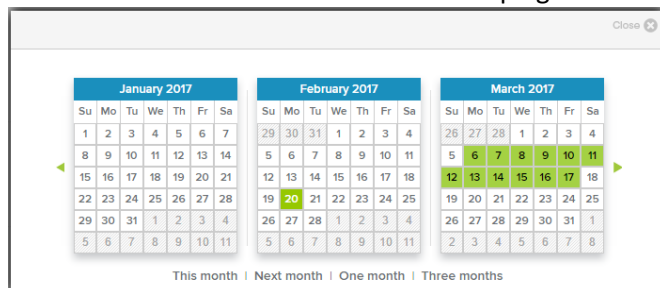 Close
January 2017 February 2017 March 2017
Su Mo Tu We Th Fr Sa Su Mo Tu We Th Fr Sa Su Mo Tu We Th Fr Sa
1 2 3 4 5 6 7 29 30 31 1 2 3 4 26 27 28 1 2 3 4
8 9 10 11 12 13 14 5 6 7 8 9 10 11 5 6 7 8 9 10 11
15 16 17 18 19 20 21 12 13 14 15 16 17 18 12 13 14 15 16 17 18
22 23 24 25 26 27 28 19 20 21 22 23 24 25 19 20 21 22 23 24 25
29 30 31 1 2 3 4 26 27 28 1 2 3 4 26 27 28 29 30 31 1
5 6 7 8 9 10 11 5 6 7 8 9 10 11 2 3 4 5 6 7 8
This month | Next month | One month | Three months